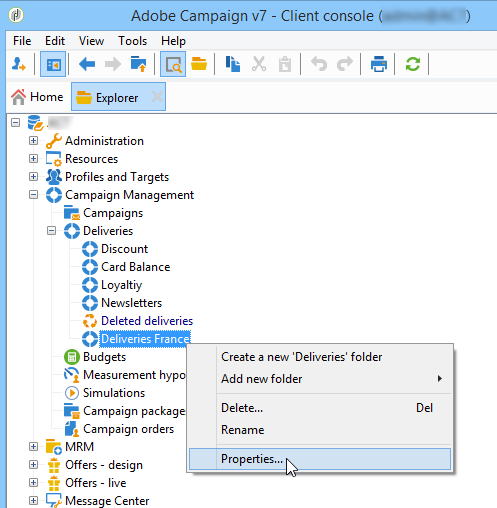 Adobe Campaign v7 - Client console (
File Edit View Tools Help
Home Explorer
Administration
Resources
Profiles and Targets
Campaign Management
Campaigns
Deliveries
Discount
Card Balance
Loyaltiy
Newsletters
Deleted deliveries
Deliveries France
Create a new 'Deliveries' folder
Budgets
Measurement hypo
Add new folder
Simulations
Campaign package
Delete... Del
Campaign orders
Rename
MRM
Properties...
Offers - design
Offers - live
Message Center